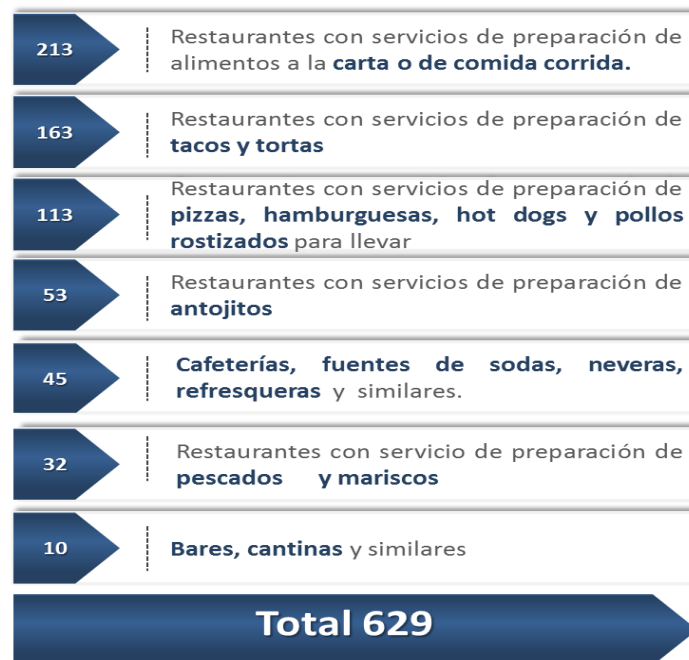 213
Restaurantes con servicios de preparación de
alimentos a la carta o de comida corrida.
163
Restaurantes con servicios de preparación de
tacos y tortas
113
Restaurantes con servicios de preparación de
pizzas, hamburguesas, hot dogs y pollos
rostizados para llevar
53
Restaurantes con servicios de preparación de
antojitos
45
Cafeterías, fuentes de sodas, neveras,
refresqueras y similares.
32
Restaurantes con servicio de preparación de
pescados y mariscos
10
Bares, cantinas y similares
Total 629